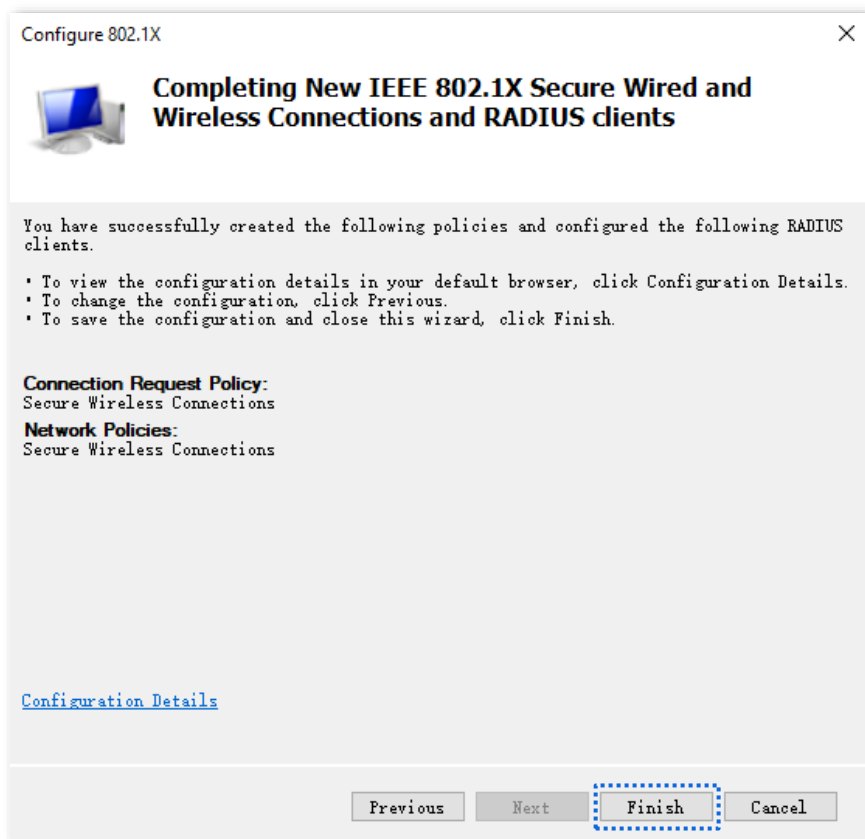 Configure 802.1X
Completing New IEEE 802.1X Secure Wired and
Wireless Connections and RADIUS clients
You have successfully created the following policies and configured the following RADIUS
clients.
• To view the configuration details in your default browser, click Configuration Details.
• To change the configuration, click Previous.
• To save the configuration and close this wizard, click Finish.
Connection Request Policy:
Secure Wireless Connections
Network Policies:
Secure Wireless Connections
Configuration Details
Previous Next Finish Cancel